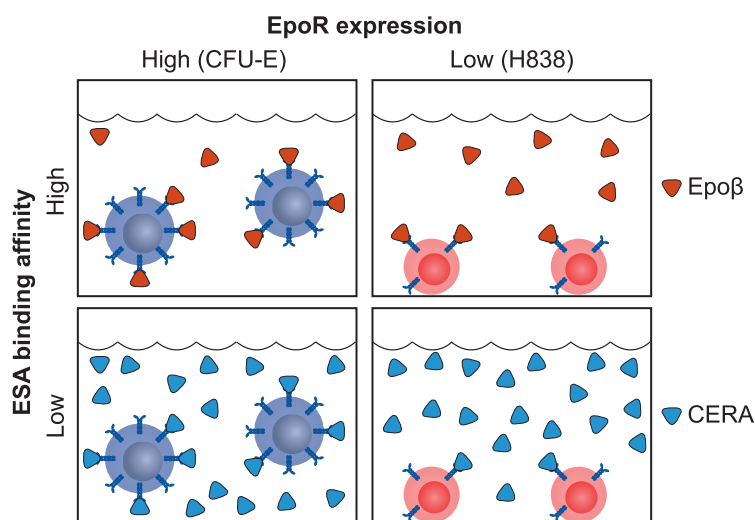 EpoR expression
High (CFU-E)
Low (H838)
ESA binding affinity
High
Low
Epoβ
CERA